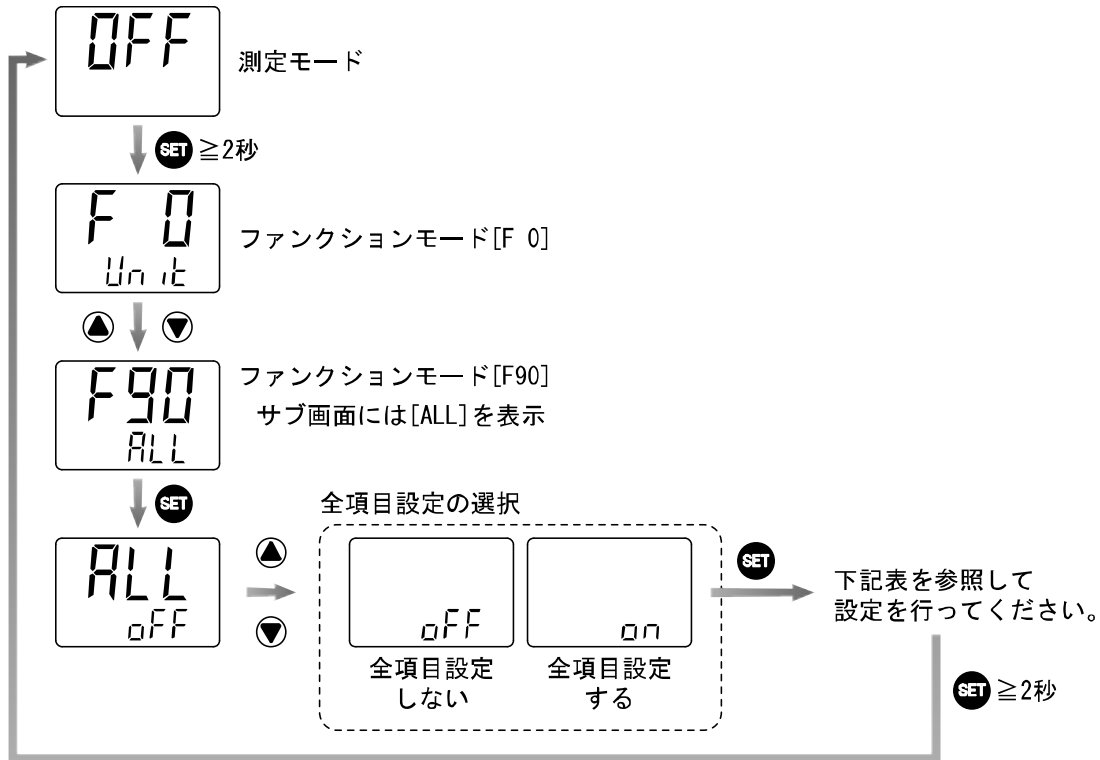 OFF
測定モード
SET ≧2秒
F 0
Unit
ファンクションモード[F 0]
F90
ALL
ファンクションモード[F90]
サブ画面には[ALL]を表示
SET
全項目設定の選択
ALL
oFF
oFF
on
SET
全項目設定
しない
全項目設定
する
下記表を参照して
設定を行ってください。
SET ≧2秒